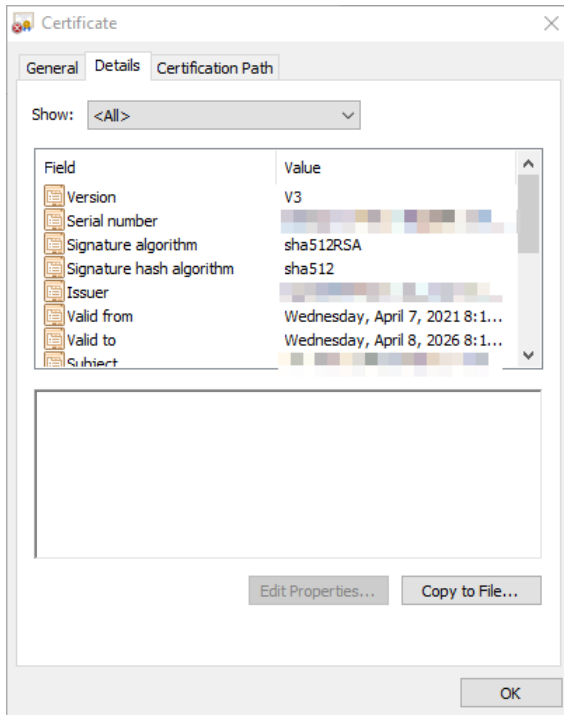 Certificate
General Details Certification Path
Show: <All>
Field Value
Version V3
Serial number
Signature algorithm sha512RSA
Signature hash algorithm sha512
Issuer
Valid from Wednesday, April 7, 2021 8:1...
Valid to Wednesday, April 8, 2026 8:1...
Subject
Edit Properties... Copy to File...
OK